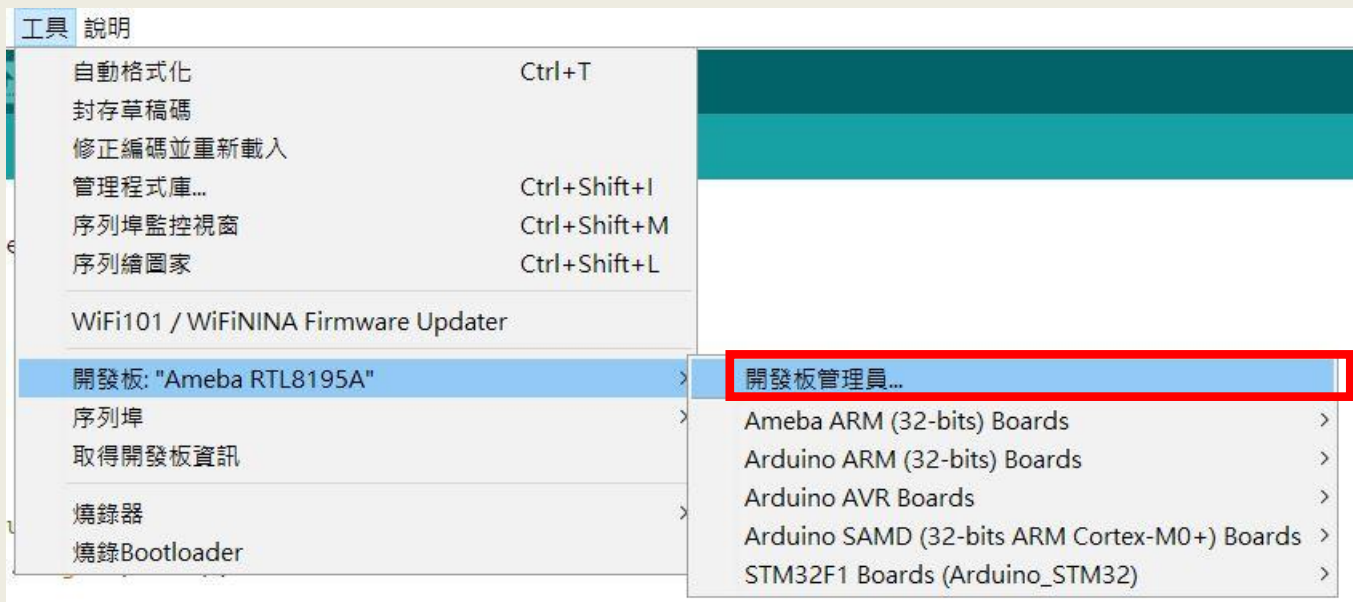 工具 說明
自動格式化 Ctrl+T
封存草稿碼
修正編碼並重新載入
管理程式庫... Ctrl+Shift+I
序列埠監控視窗 Ctrl+Shift+M
序列繪圖家 Ctrl+Shift+L
WiFi101 / WiFiNINA Firmware Updater
開發板: "Ameba RTL8195A"
序列埠
取得開發板資訊
燒錄器
燒錄Bootloader
開發板管理員...
Ameba ARM (32-bits) Boards
Arduino ARM (32-bits) Boards
Arduino AVR Boards
Arduino SAMD (32-bits ARM Cortex-M0+) Boards
STM32F1 Boards (Arduino_STM32)